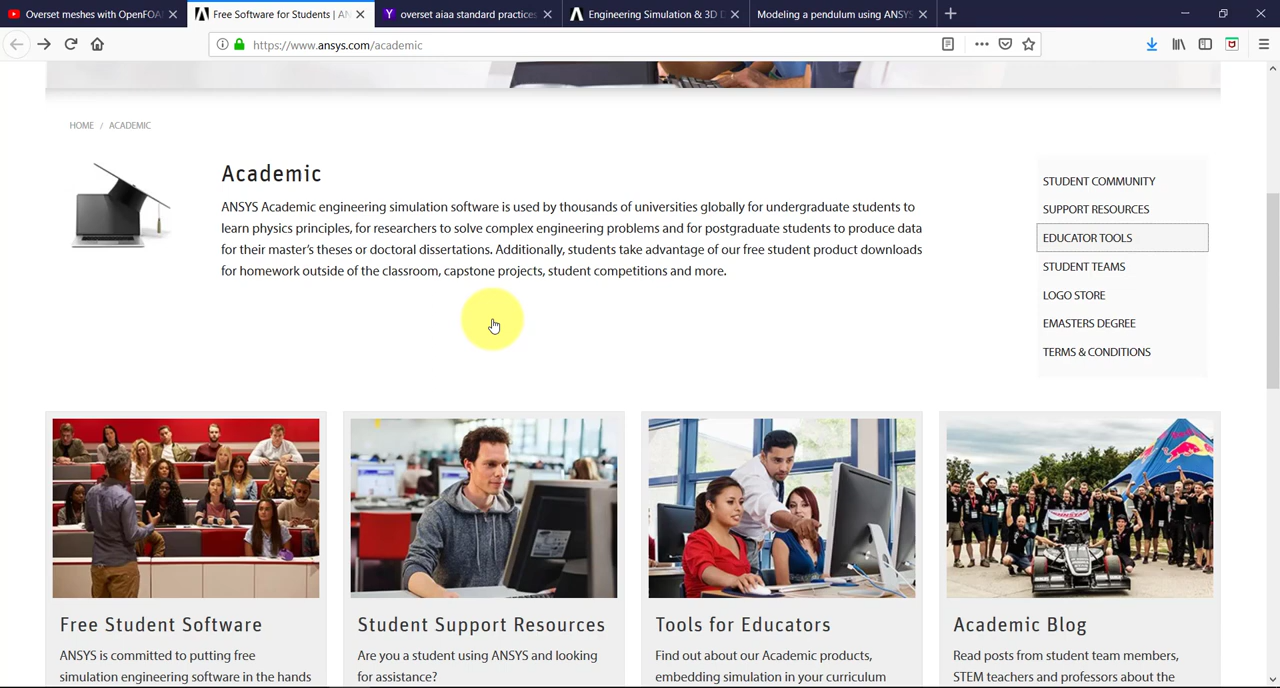 Overset meshes with OpenFOA
Free Software for Students | AN
overset aiaa standard practices
Engineering Simulation & 3D D
Modeling a pendulum using ANSYS
https://www.ansys.com/academic
HOME / ACADEMIC
Academic
ANSYS Academic engineering simulation software is used by thousands of universities globally for undergraduate students to
learn physics principles, for researchers to solve complex engineering problems and for postgraduate students to produce data
for their master's theses or doctoral dissertations. Additionally, students take advantage of our free student product downloads
for homework outside of the classroom, capstone projects, student competitions and more.
STUDENT COMMUNITY
SUPPORT RESOURCES
EDUCATOR TOOLS
STUDENT TEAMS
LOGO STORE
EMASTERS DEGREE
TERMS & CONDITIONS
Free Student Software
ANSYS is committed to putting free
simulation engineering software in the hands
Student Support Resources
Are you a student using ANSYS and looking
for assistance?
Tools for Educators
Find out about our Academic products,
embedding simulation in your curriculum
Academic Blog
Read posts from student team members,
STEM teachers and professors about the